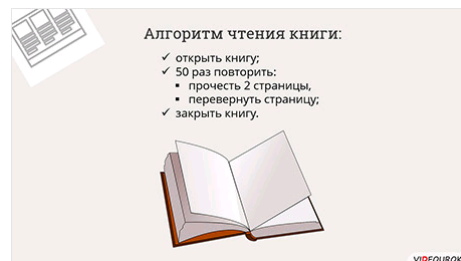 Алгоритм чтения книги:
✓ открыть книгу;
✓ 50 раз повторить:
▪ прочесть 2 страницы,
▪ перевернуть страницу;
✓ закрыть книгу.
VIDEOUROK